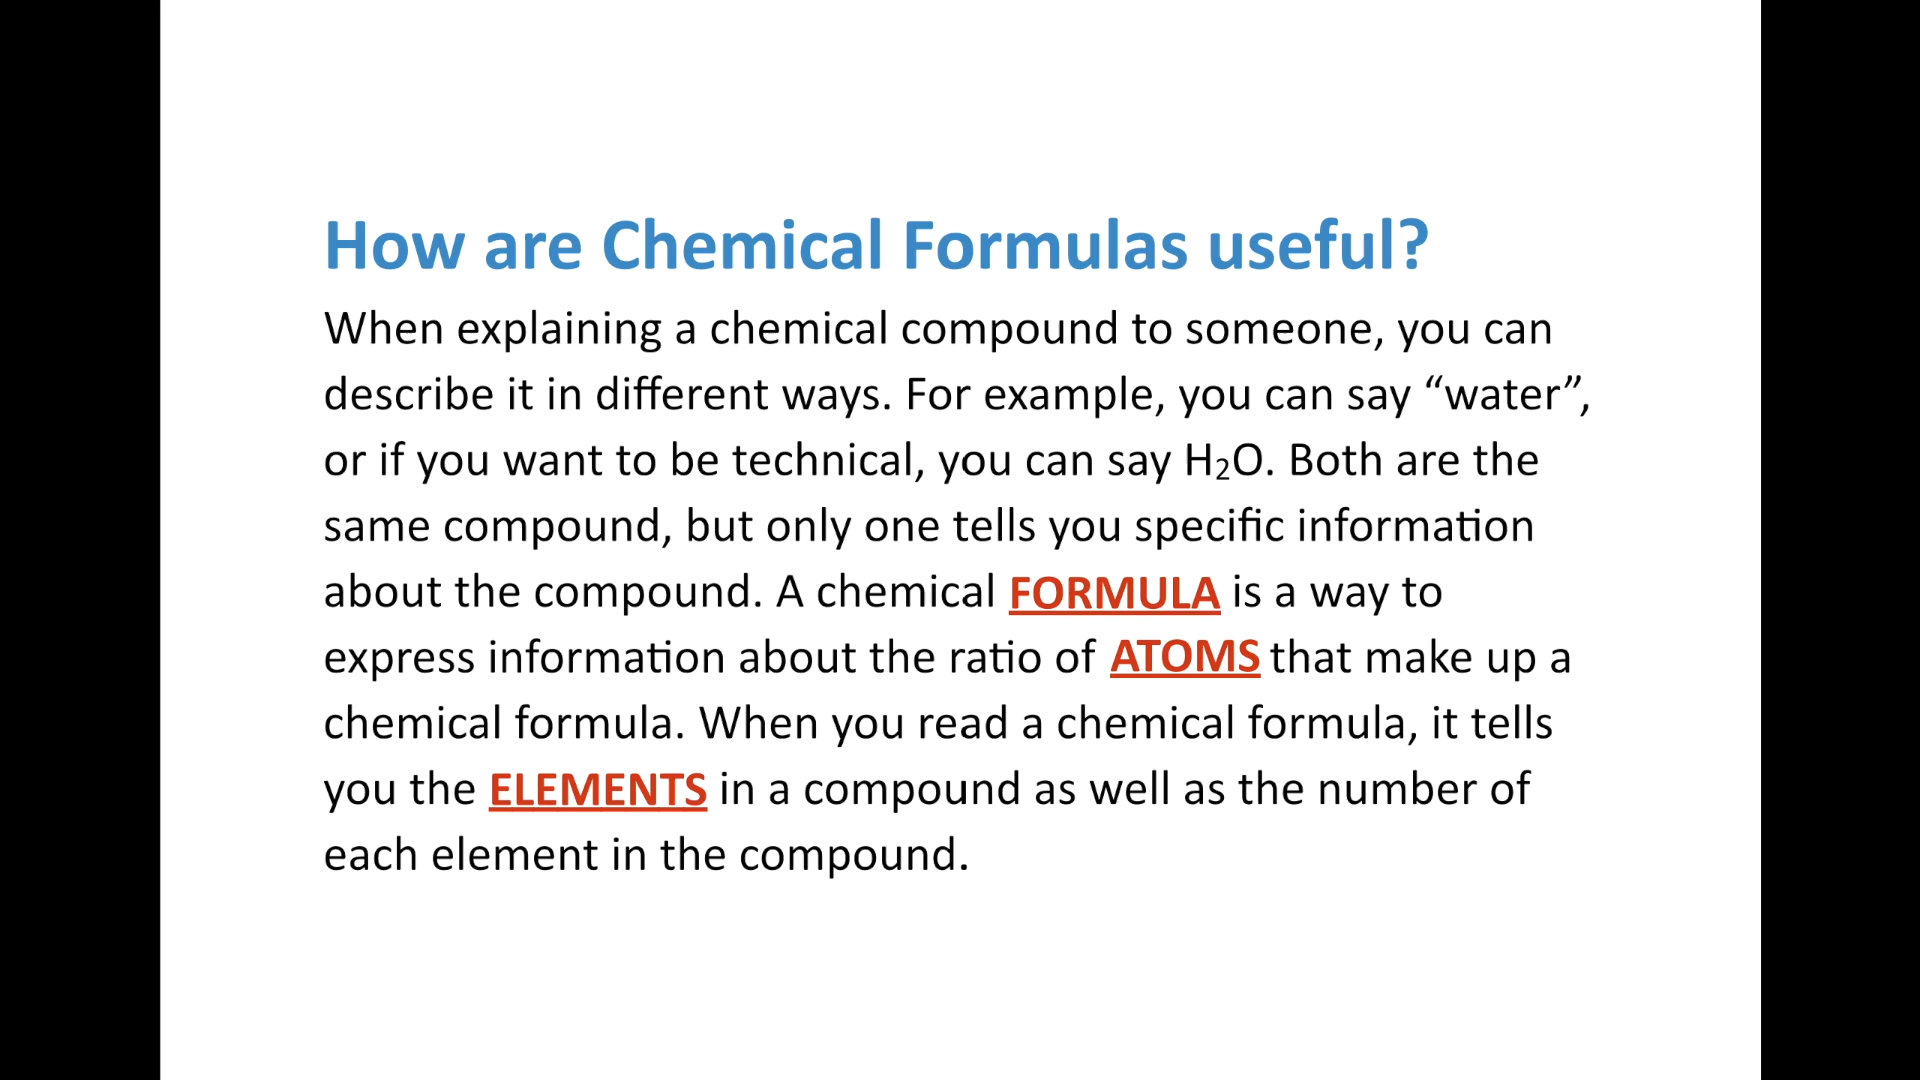 How are Chemical Formulas useful?
When explaining a chemical compound to someone, you can
describe it in different ways. For example, you can say “water”,
or if you want to be technical, you can say H₂O. Both are the
same compound, but only one tells you specific information
about the compound. A chemical FORMULA is a way to
express information about the ratio of ATOMS that make up a
chemical formula. When you read a chemical formula, it tells
you the ELEMENTS in a compound as well as the number of
each element in the compound.